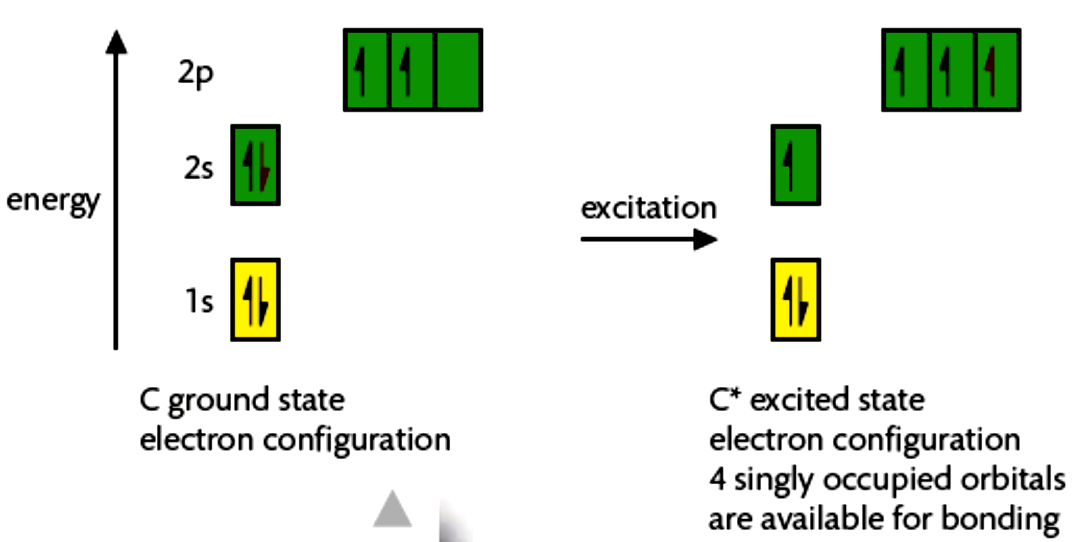 2p
2s
energy
1s
excitation
C ground state
electron configuration
C* excited state
electron configuration
4 singly occupied orbitals
are available for bonding